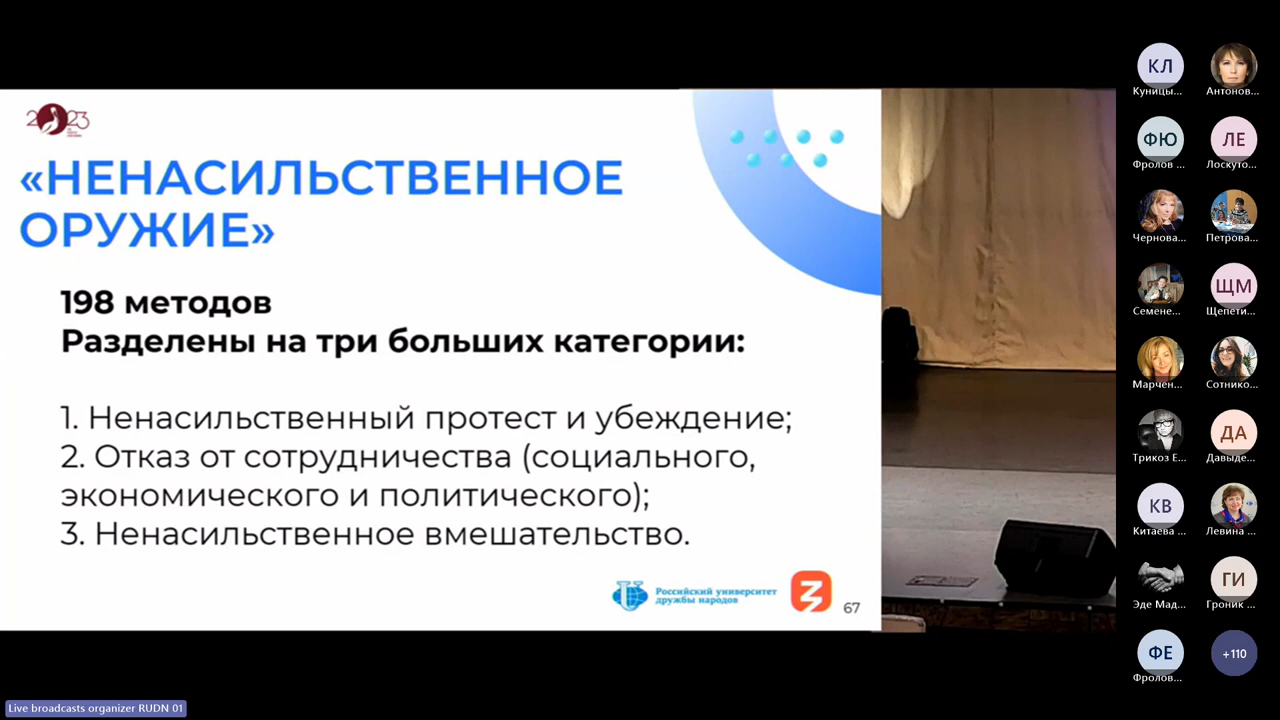 2023
«НЕНАСИЛЬСТВЕННОЕ
ОРУЖИЕ»
198 методов
Разделены на три больших категории:
1. Ненасильственный протест и убеждение;
2. Отказ от сотрудничества (социального,
экономического и политического);
3. Ненасильственное вмешательство.
Российский университет
дружбы народов
67
КЛ
Куницы...
Антонов...
ФЮ
Фролов ...
ЛЕ
Лоскуто...
Чернова...
Петрова...
Семене...
ЩМ
Щепети...
Марчен...
Сотнико...
Трикоз Е...
ДА
Давыде...
КВ
Китаева ...
Левина ...
Эде Мад...
ГИ
Гроник ...
ФЕ
Фролов...
+110
Live broadcasts organizer RUDN 01